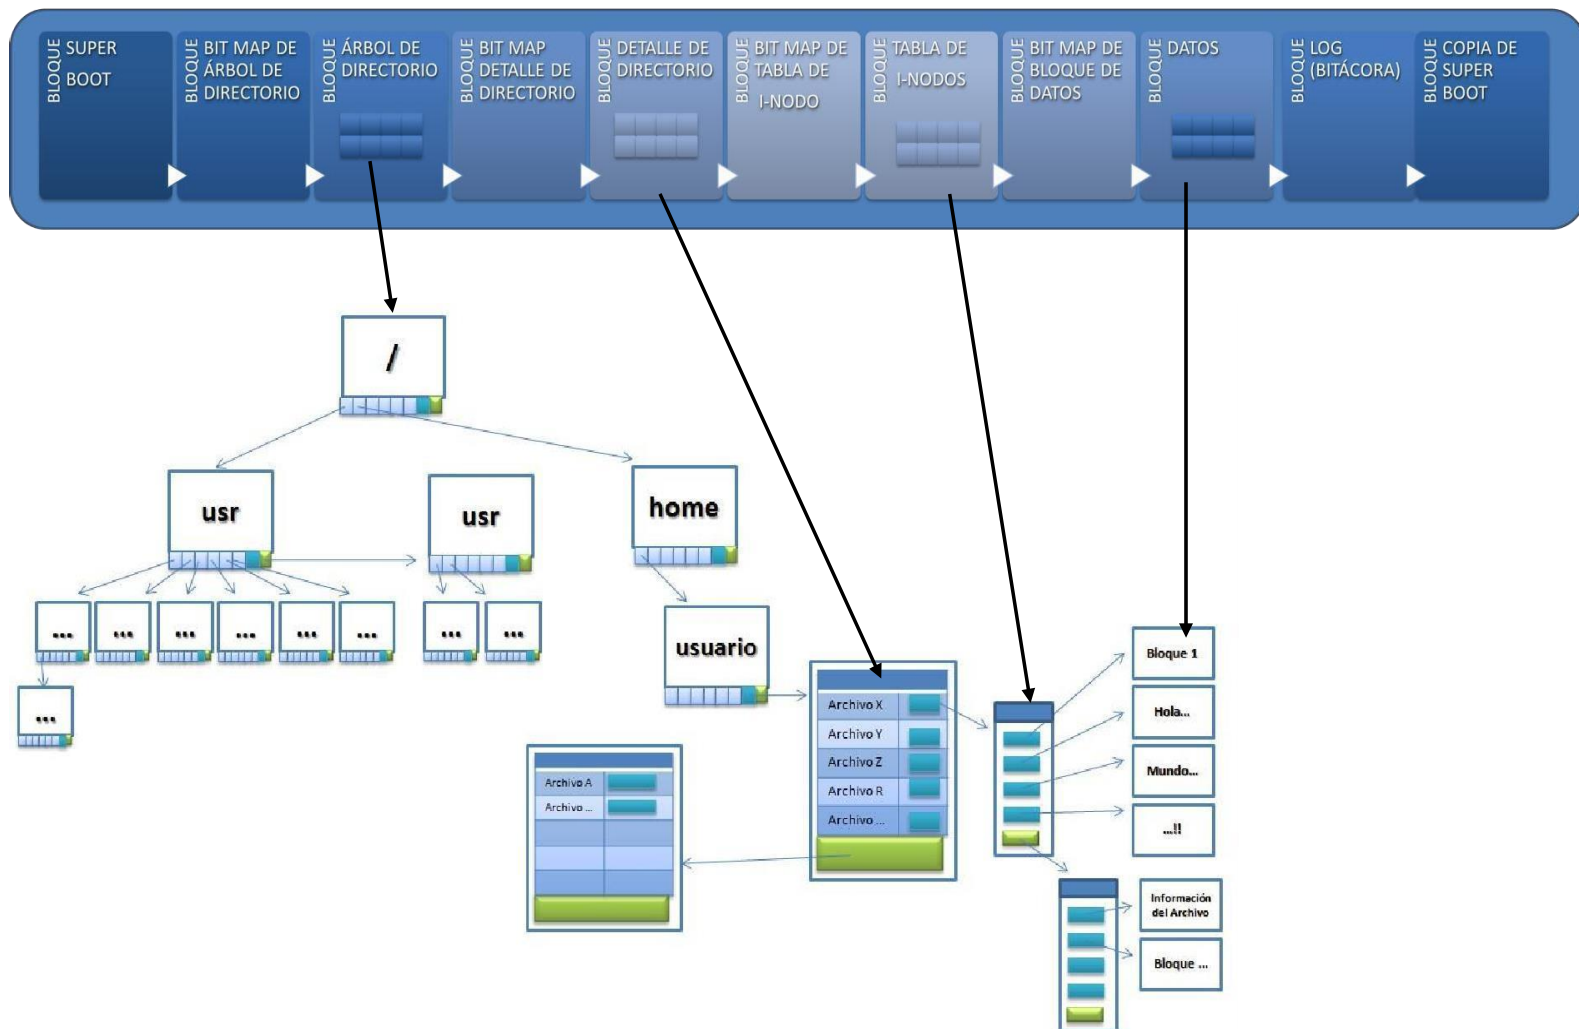 BLOQUE
SUPER
BOOT
BLOQUE
BIT MAP DE
ÁRBOL DE
DIRECTORIO
BLOQUE
ÁRBOL DE
DIRECTORIO
BLOQUE
BIT MAP
DETALLE DE
DIRECTORIO
BLOQUE
DETALLE DE
DIRECTORIO
BLOQUE
BIT MAP DE
TABLA DE
I-NODO
BLOQUE
TABLA DE
I-NODOS
BLOQUE
BIT MAP DE
BLOQUE DE
DATOS
BLOQUE
DATOS
BLOQUE
LOG
(BITÁCORA)
BLOQUE
COPIA DE
SUPER
BOOT
/
usr
usr
home
...
...
...
...
...
...
...
...
usuario
...
Archivo X
Archivo Y
Archivo Z
Archivo R
Archivo ...
Archivo A
Archivo ...
Bloque 1
Hola...
Mundo...
...!!
Información
del Archivo
Bloque ...